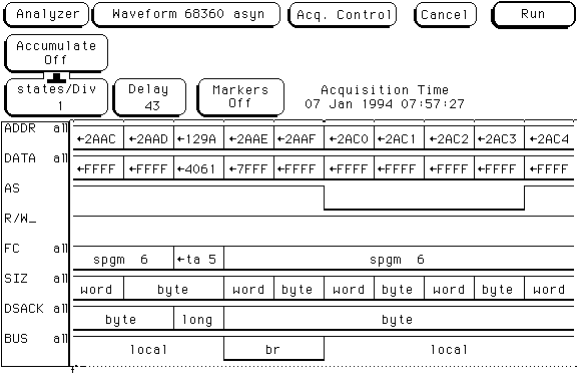 Analyzer Waveform 68360 asyn Acq. Control Cancel Run
Accumulate
Off
states/Div
1
Delay
43
Markers
Off
Acquisition Time
07 Jan 1994 07:57:27
ADDR all ←2AAC ←2AAD ←129A ←2AAE ←2AAF ←2AC0 ←2AC1 ←2AC2 ←2AC3 ←2AC4
DATA all ←FFFF ←FFFF ←4061 ←7FFF ←FFFF ←FFFF ←FFFF ←FFFF ←FFFF ←FFFF
AS
R/W_
FC all spgm 6 ←ta 5 spgm 6
SIZ all word byte word byte word byte word byte word
DSACK all byte long byte
BUS all local br local